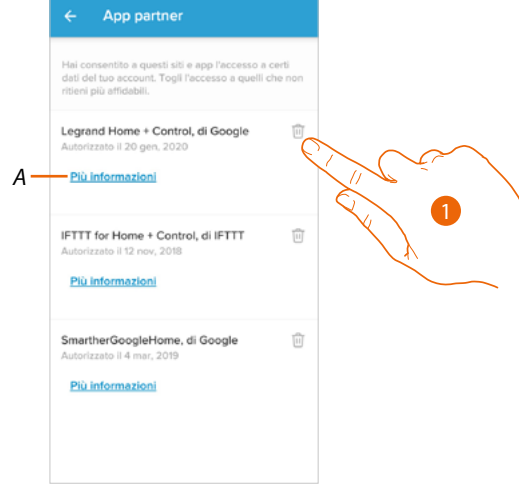 App partner
Hai consentito a questi siti e app l'accesso a certi
dati del tuo account. Togli l'accesso a quelli che non
ritieni più affidabili.
Legrand Home + Control, di Google
Autorizzato il 20 gen, 2020
A
Più informazioni
1
IFTTT for Home + Control, di IFTTT
Autorizzato il 12 nov, 2018
Più informazioni
SmartherGoogleHome, di Google
Autorizzato il 4 mar, 2019
Più informazioni